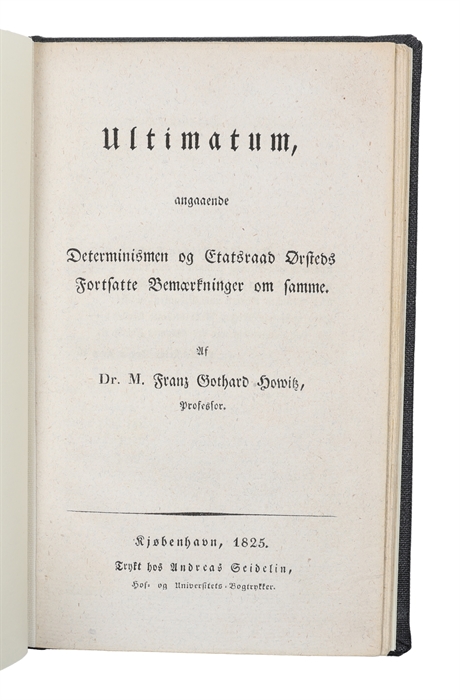 Ultimatum,
angaaende
Determinismen og Etatsraad Ørsteds
Fortsatte Bemærkninger om samme.
Af
Dr. M. Franz Gothard Howitz,
Professor.
Kjøbenhavn, 1825.
Trykt hos Andreas Seidelin,
Hof- og Universitets-Bogtrykker.